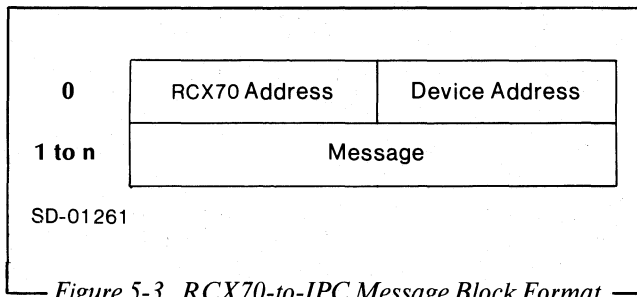 0 RCX70 Address Device Address
1 to n Message
SD-01261
Figure 5-3. RCX70-to-IPC Message Block Format